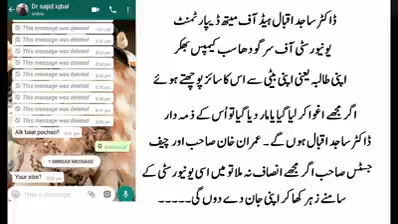 Dr sajid iqbal
This message was deleted
This message was deleted
This message was deleted
This message was deleted
This message was deleted
This message was deleted
This message was deleted
This message was deleted
Aik baat pochoo?
1 UNREAD MESSAGE
Your size?
Type a message
ڈاکٹر ساجد اقبال ہیڈ آف میتھ ڈیپارٹمنٹ
یونیورسٹی آف سرگودھا سب کیمپس بھکر
اپنی طالبہ یعنی اپنی بیٹی سے اس کا سائز پوچھتے ہوئے
اگر مجھے اغوا کر لیا گیا یا مار دیا گیا تو اُس کے ذمہ دار
ڈاکٹر ساجد اقبال ہوں گے۔ عمران خان صاحب اور چیف
جسٹس صاحب اگر مجھے انصاف نہ ملا تو میں اسی یونیورسٹی کے
سامنے زہر کھا کر اپنی جان دے دوں گی۔۔۔۔۔